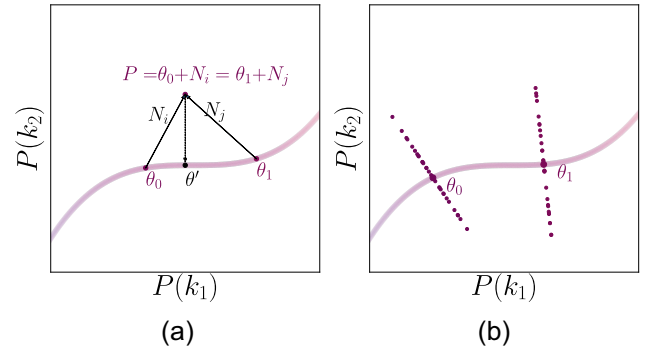 P =θ₀+Nᵢ = θ₁+Nⱼ
Nᵢ
Nⱼ
θ₀
θ'
θ₁
P(k₂)
P(k₁)
(a)
θ₀
θ₁
P(k₂)
P(k₁)
(b)